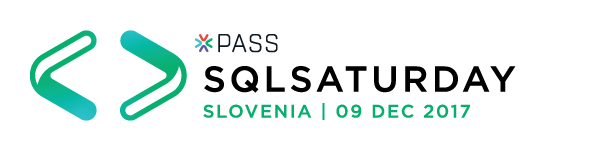 PASS
SQLSATURDAY
SLOVENIA | 09 DEC 2017